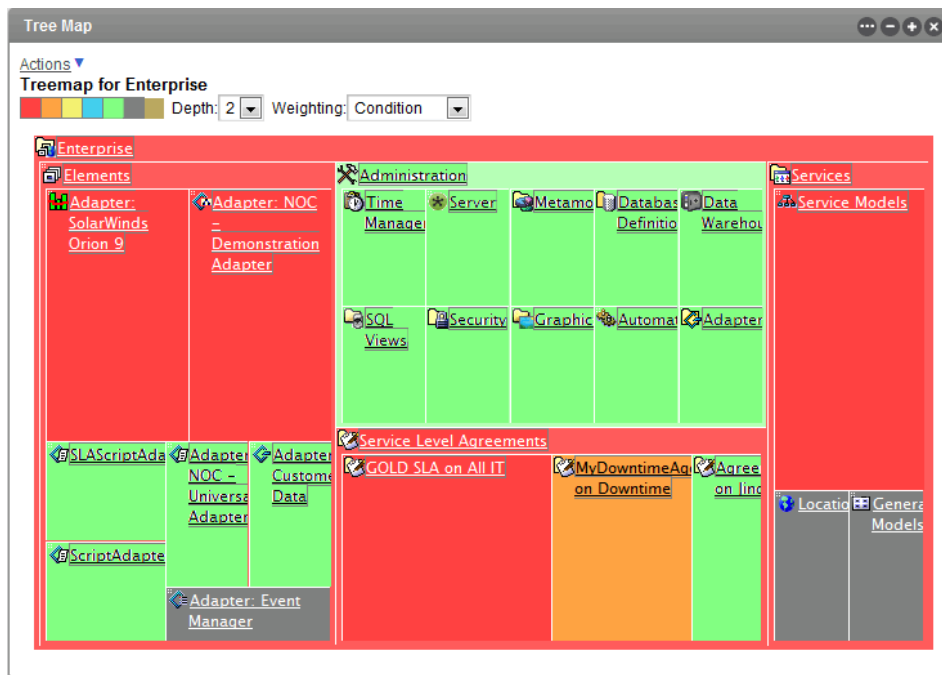 Tree Map
Actions
Treemap for Enterprise
Depth: 2 Weighting: Condition
Enterprise
Elements
Adapter:
SolarWinds
Orion 9
Adapter: NOC
–
Demonstration
Adapter
SLAScriptAda
ScriptAdapte
Adapter
NOC –
Universa
Adapter
Adapter
Custome
Data
Adapter: Event
Manager
Administration
Time
Manage
Server
Metamo
Databas
Definitio
Data
Warehou
SQL
Views
Security
Graphic
Automat
Adapter
Service Level Agreements
GOLD SLA on All IT
MyDowntimeAg
on Downtime
Agree
on Jinc
Services
Service Models
Locatio
Genera
Models